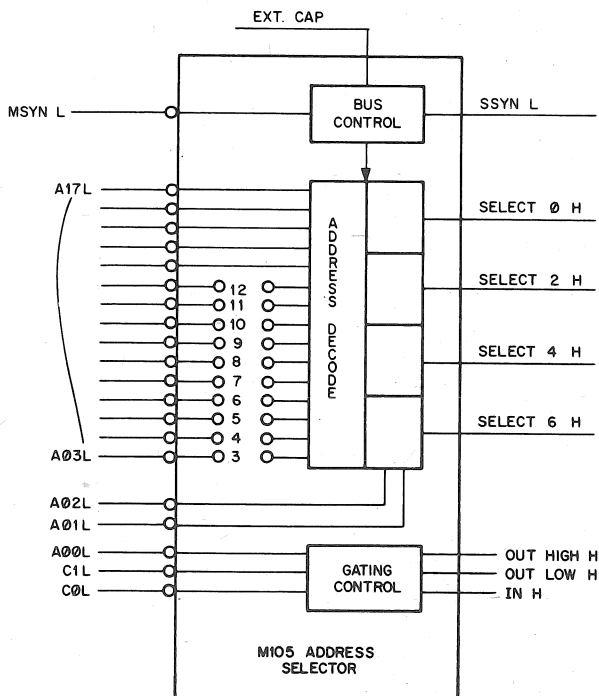 EXT. CAP
MSYN L
BUS
CONTROL
SSYN L
A17L
ADDRESS DECODE
SELECT Ø H
12
SELECT 2 H
11
10
9
SELECT 4 H
8
7
6
5
SELECT 6 H
4
A03L
3
A02L
A01L
A00L
C1L
C0L
GATING
CONTROL
OUT HIGH H
OUT LOW H
IN H
M105 ADDRESS
SELECTOR